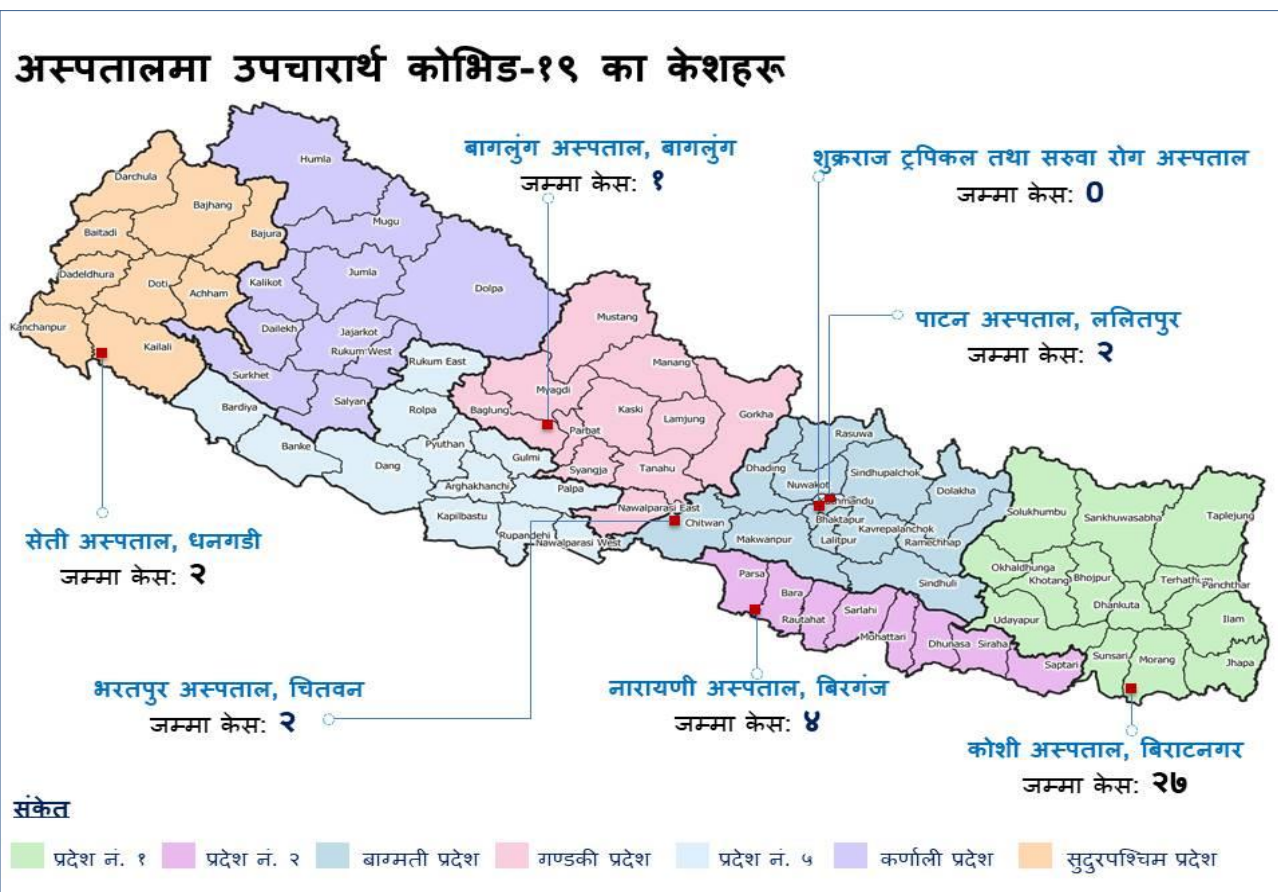 अस्पतालमा उपचारार्थ कोभिड-१९ का केशहरू
बागलुंग अस्पताल, बागलुंग
जम्मा केस: १
शुक्रराज ट्रपिकल तथा सरुवा रोग अस्पताल
जम्मा केस: 0
पाटन अस्पताल, ललितपुर
जम्मा केस: २
Humla
Darchula
Bajhang
Mugu
Baitadi
Bajura
Dadeldhura
Doti
Achham
Kalikot
Jumla
Dolpa
Kanchanpur
Kailali
Dailekh
Jajarkot
Rukum West
Rukum East
Surkhet
Salyan
Mustang
Manang
Myagdi
Baglung
Kaski
Lamjung
Gorkha
Parbat
Syangja
Tanahu
Nawalparasi East
Bardiya
Banke
Dang
Rolpa
Pyuthan
Gulmi
Arghakhanchi
Palpa
Kapilbastu
Rupandehi
Nawalparasi West
Rasuwa
Dhading
Nuwakot
Sindhupalchok
Dolakha
Chitwan
Makwanpur
Bhaktapur
Kavrepalanchok
Lalitpur
Ramechhap
Sindhuli
Solukhumbu
Sankhuwasabha
Taplejung
Okhaldhunga
Khotang
Bhojpur
Terhathum
Panchthar
Dhankuta
Ilam
Udayapur
Sunsari
Morang
Jhapa
Parsa
Bara
Rautahat
Sarlahi
Mohattari
Dhunasa
Siraha
Saptari
सेती अस्पताल, धनगडी
जम्मा केस: २
भरतपुर अस्पताल, चितवन
जम्मा केस: २
नारायणी अस्पताल, बिरगंज
जम्मा केस: ४
कोशी अस्पताल, बिराटनगर
जम्मा केस: २७
संकेत
प्रदेश नं. १ प्रदेश नं. २ बाग्मती प्रदेश गण्डकी प्रदेश प्रदेश नं. ५ कर्णाली प्रदेश सुदुरपश्चिम प्रदेश